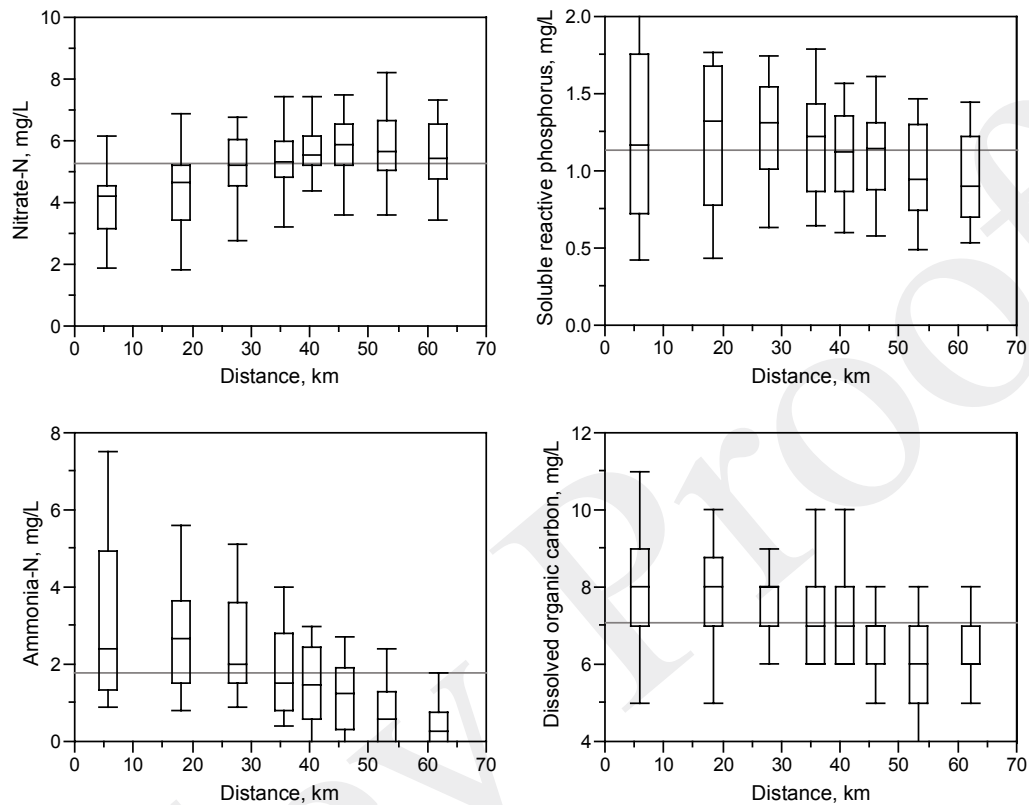 Nitrate-N, mg/L
10
8
6
4
2
0
0 10 20 30 40 50 60 70
Distance, km
Soluble reactive phosphorus, mg/L
2.0
1.5
1.0
0.5
0.0
0 10 20 30 40 50 60 70
Distance, km
Ammonia-N, mg/L
8
6
4
2
0
0 10 20 30 40 50 60 70
Distance, km
Dissolved organic carbon, mg/L
12
10
8
6
4
0 10 20 30 40 50 60 70
Distance, km
Proof